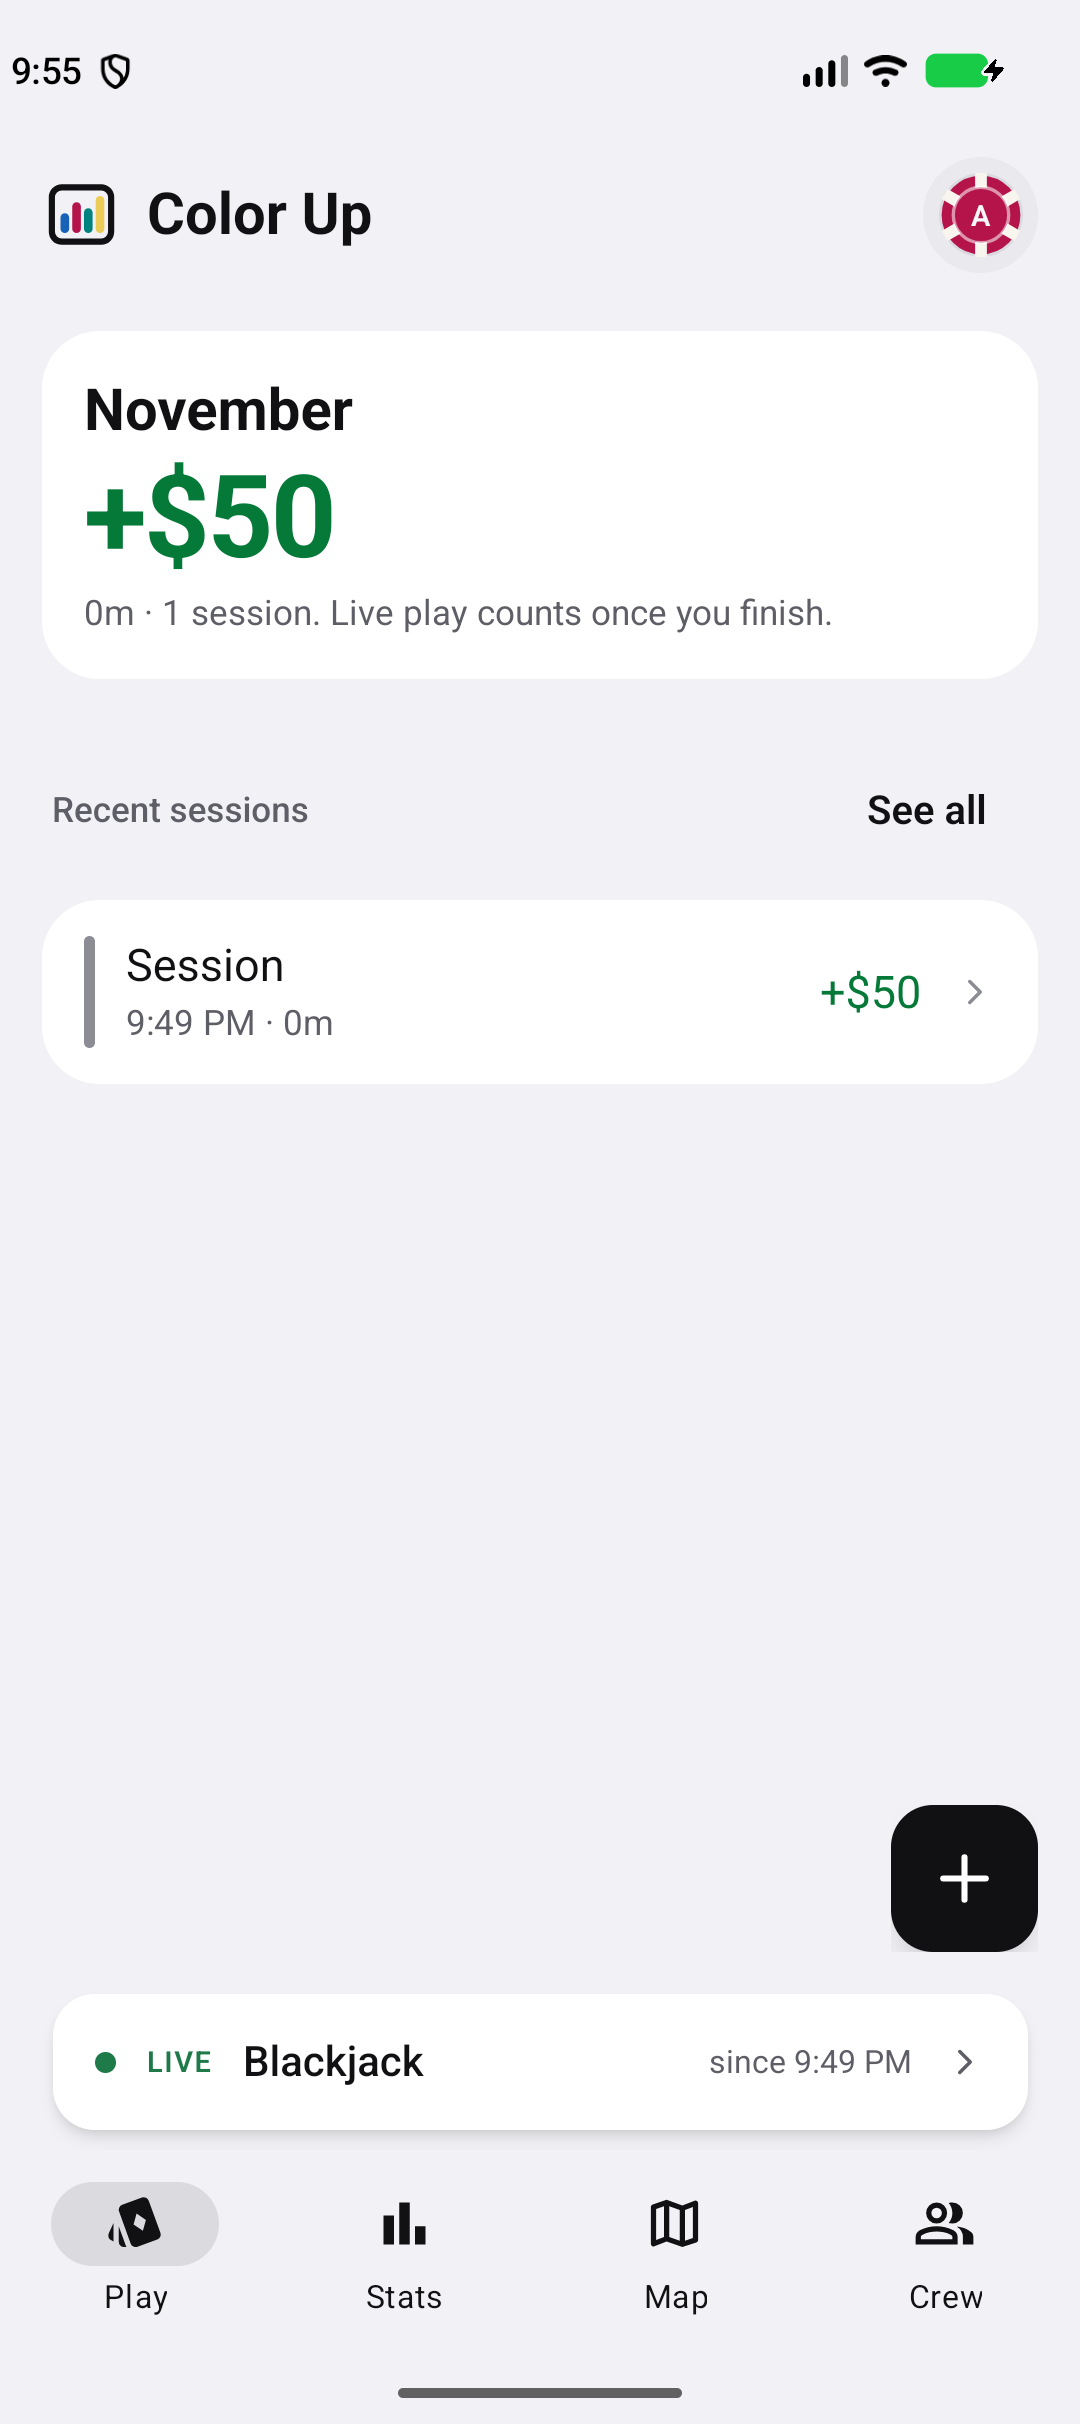 9:55
Color Up
A
November
+$50
0m · 1 session. Live play counts once you finish.
Recent sessions
See all
Session
9:49 PM · 0m
+$50
LIVE Blackjack since 9:49 PM
Play
Stats
Map
Crew